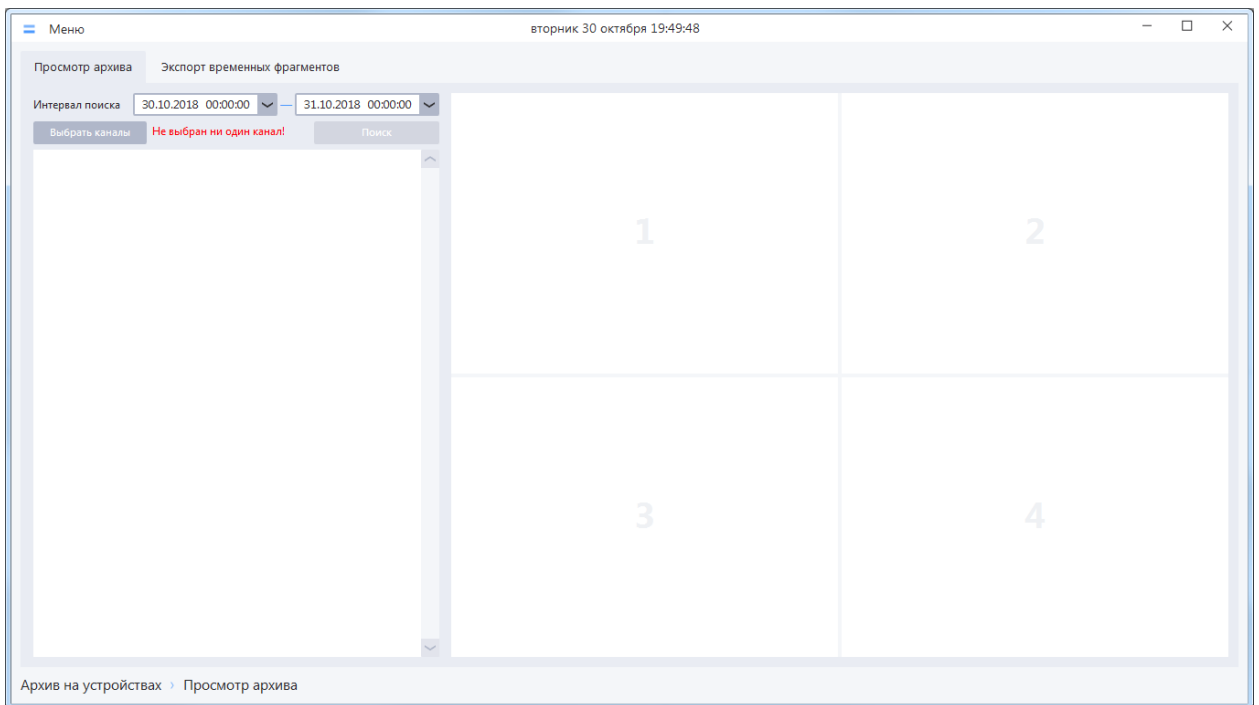 Меню
вторник 30 октября 19:49:48
Просмотр архива Экспорт временных фрагментов
Интервал поиска 30.10.2018 00:00:00 — 31.10.2018 00:00:00
Выбрать каналы Не выбран ни один канал! Поиск
1 2
3 4
Архив на устройствах › Просмотр архива